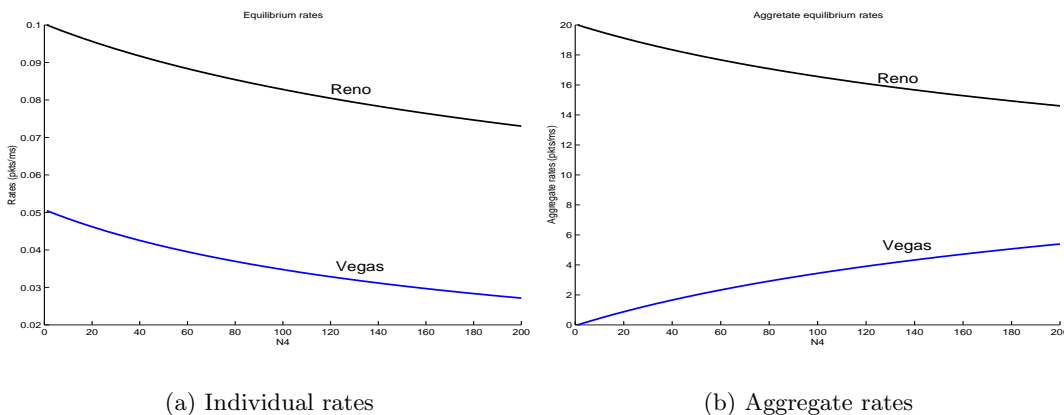 Equilibrium rates
0.1
0.09
0.08
0.07
0.06
0.05
0.04
0.03
0.02
Rates (pkts/ms)
Reno
Vegas
0 20 40 60 80 100 120 140 160 180 200
N4
Aggretate equilibrium rates
20
18
16
14
12
10
8
6
4
2
0
Aggregate rates (pkts/ms)
Reno
Vegas
0 20 40 60 80 100 120 140 160 180 200
N4
(a) Individual rates
(b) Aggregate rates